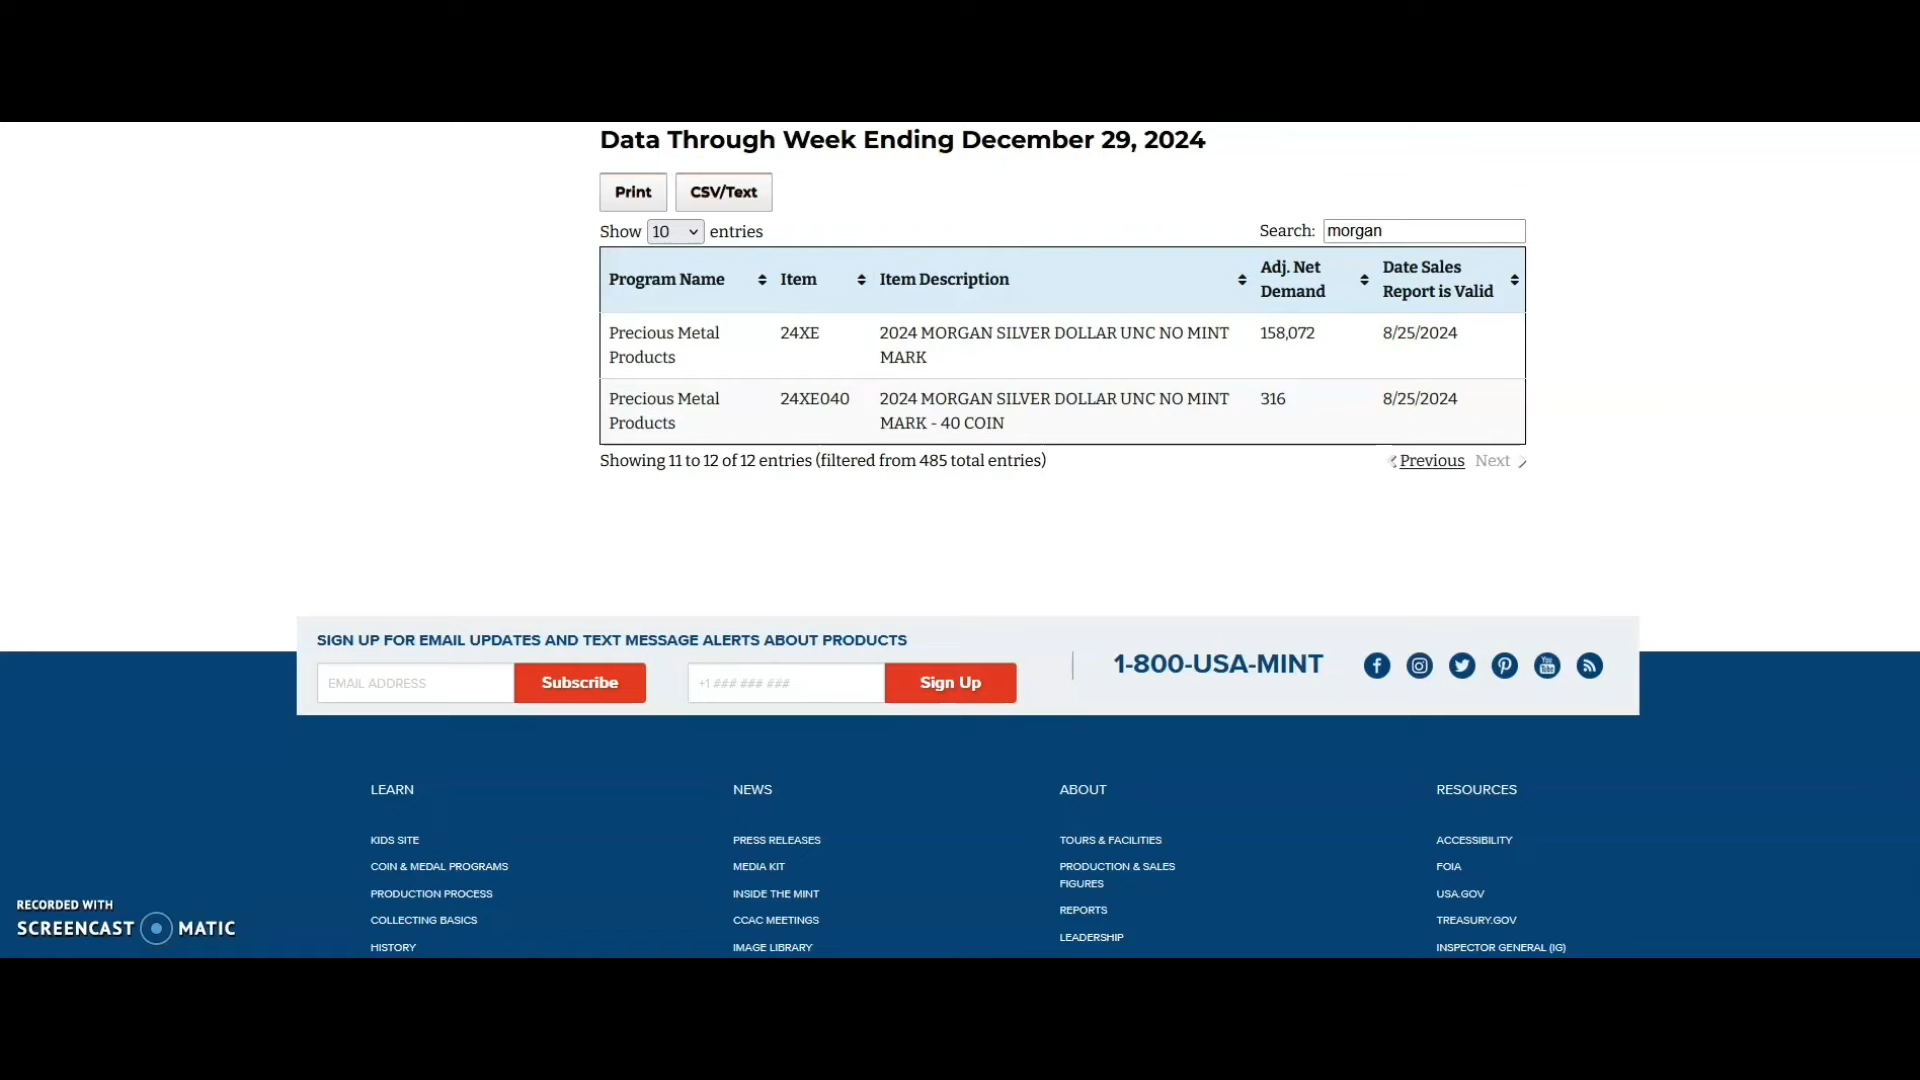 Data Through Week Ending December 29, 2024
Print CSV/Text
Show 10 entries Search: morgan
Program Name Item Item Description Adj. Net Demand Date Sales Report is Valid
Precious Metal Products 24XE 2024 MORGAN SILVER DOLLAR UNC NO MINT MARK 158,072 8/25/2024
Precious Metal Products 24XE040 2024 MORGAN SILVER DOLLAR UNC NO MINT MARK - 40 COIN 316 8/25/2024
Showing 11 to 12 of 12 entries (filtered from 485 total entries) Previous Next
SIGN UP FOR EMAIL UPDATES AND TEXT MESSAGE ALERTS ABOUT PRODUCTS
EMAIL ADDRESS Subscribe +1 ### ### ### Sign Up
1-800-USA-MINT
LEARN
KIDS SITE
COIN & MEDAL PROGRAMS
PRODUCTION PROCESS
COLLECTING BASICS
HISTORY
NEWS
PRESS RELEASES
MEDIA KIT
INSIDE THE MINT
CCAC MEETINGS
IMAGE LIBRARY
ABOUT
TOURS & FACILITIES
PRODUCTION & SALES
FIGURES
REPORTS
LEADERSHIP
RESOURCES
ACCESSIBILITY
FOIA
USA.GOV
TREASURY.GOV
INSPECTOR GENERAL (IG)
RECORDED WITH
SCREENCAST MATIC